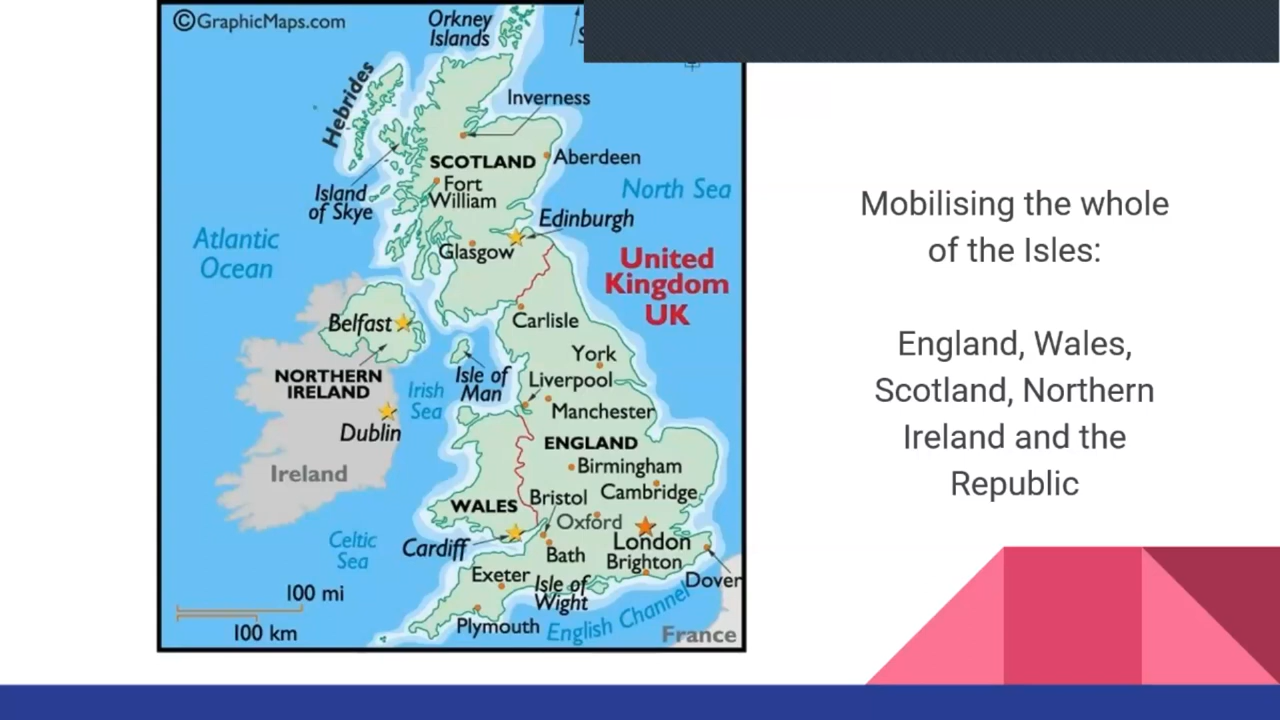 ©GraphicMaps.com
Orkney
Islands
Hebrides
Inverness
SCOTLAND
Aberdeen
Fort
William
Island
of Skye
North Sea
Edinburgh
Atlantic
Ocean
Glasgow
United
Kingdom
UK
Belfast
Carlisle
NORTHERN
IRELAND
York
Irish
Sea
Isle of
Man
Liverpool
Manchester
Dublin
ENGLAND
Ireland
Birmingham
Cambridge
WALES
Bristol
Oxford
Celtic
Sea
Cardiff
London
Bath
Brighton
Exeter
Isle of
Wight
Dover
100 mi
100 km
Plymouth
English Channel
France
Mobilising the whole
of the Isles:
England, Wales,
Scotland, Northern
Ireland and the
Republic